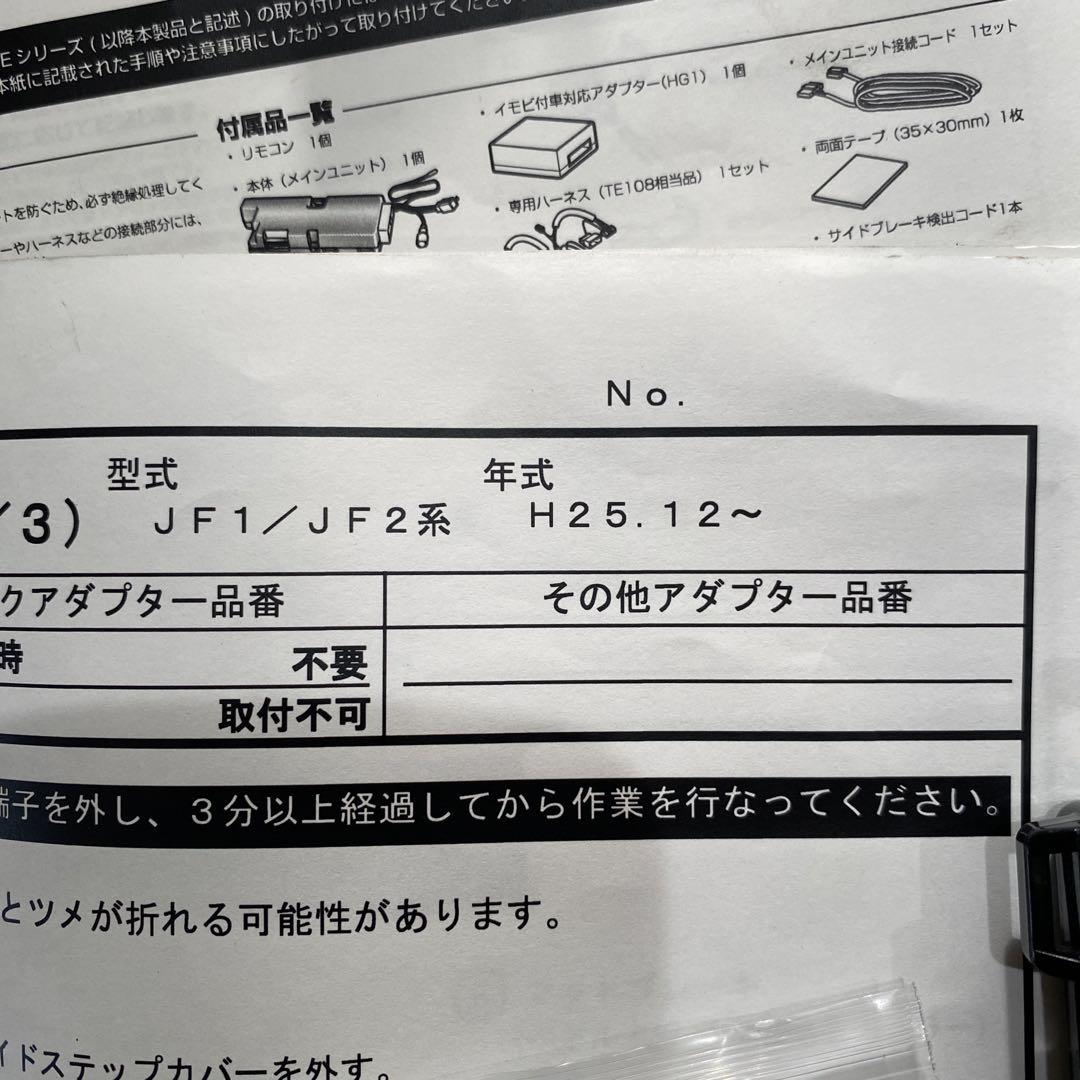 Eシリーズ(以降本製品と記述)の取り付けに
本紙に記載された手順や注意事項にしたがって取り付けてください
付属品一覧
・リモコン 1個
・本体(メインユニット) 1個
・イモビ付車対応アダプター(HG1) 1個
・専用ハーネス(TE108相当品) 1セット
・メインユニット接続コード 1セット
・両面テープ(35×30mm) 1枚
・サイドブレーキ検出コード1本
トを防ぐため、必ず絶縁処理してく
ーやハーネスなどの接続部分には、
No.
型式 年式
/3) JF1/JF2系 H25.12~
クアダプター品番 その他アダプター品番
時 不要
取付不可
端子を外し、3分以上経過してから作業を行なってください。
とツメが折れる可能性があります。
イドステップカバーを外す。